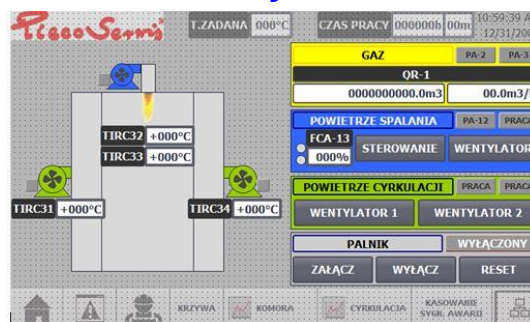 Piecco Serwis
T.ZADANA 000°C CZAS PRACY 000000h 00m 10:59:39 A
12/31/200
GAZ PA-2 PA-3
QR-1
0000000000.0m3 00.0m3/
POWIETRZE SPALANIA PA-12 PRACA
FCA-13
000%
STEROWANIE WENTYLATOR
TIRC32 +000°C
TIRC33 +000°C
POWIETRZE CYRKULACJI PRACA PRACA
TIRC31 +000°C TIRC34 +000°C
WENTYLATOR 1 WENTYLATOR 2
PALNIK WYŁĄCZONY
ZAŁĄCZ WYŁĄCZ RESET
KRZYWA KOMORA CYRKULACJA KASOWANIE
SYGN. AWARII